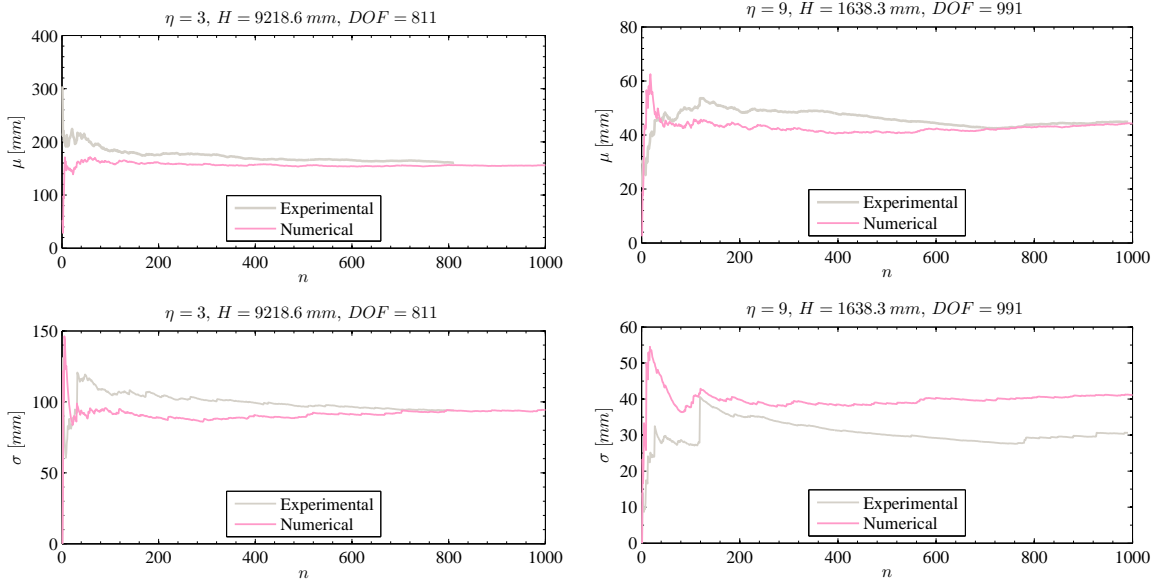 η = 3, H = 9218.6 mm, DOF = 811
400
300
200
100
0
μ [mm]
Experimental
Numerical
0 200 400 600 800 1000
n
η = 9, H = 1638.3 mm, DOF = 991
80
60
40
20
0
μ [mm]
Experimental
Numerical
0 200 400 600 800 1000
n
η = 3, H = 9218.6 mm, DOF = 811
150
100
50
0
σ [mm]
Experimental
Numerical
0 200 400 600 800 1000
n
η = 9, H = 1638.3 mm, DOF = 991
60
50
40
30
20
10
0
σ [mm]
Experimental
Numerical
0 200 400 600 800 1000
n